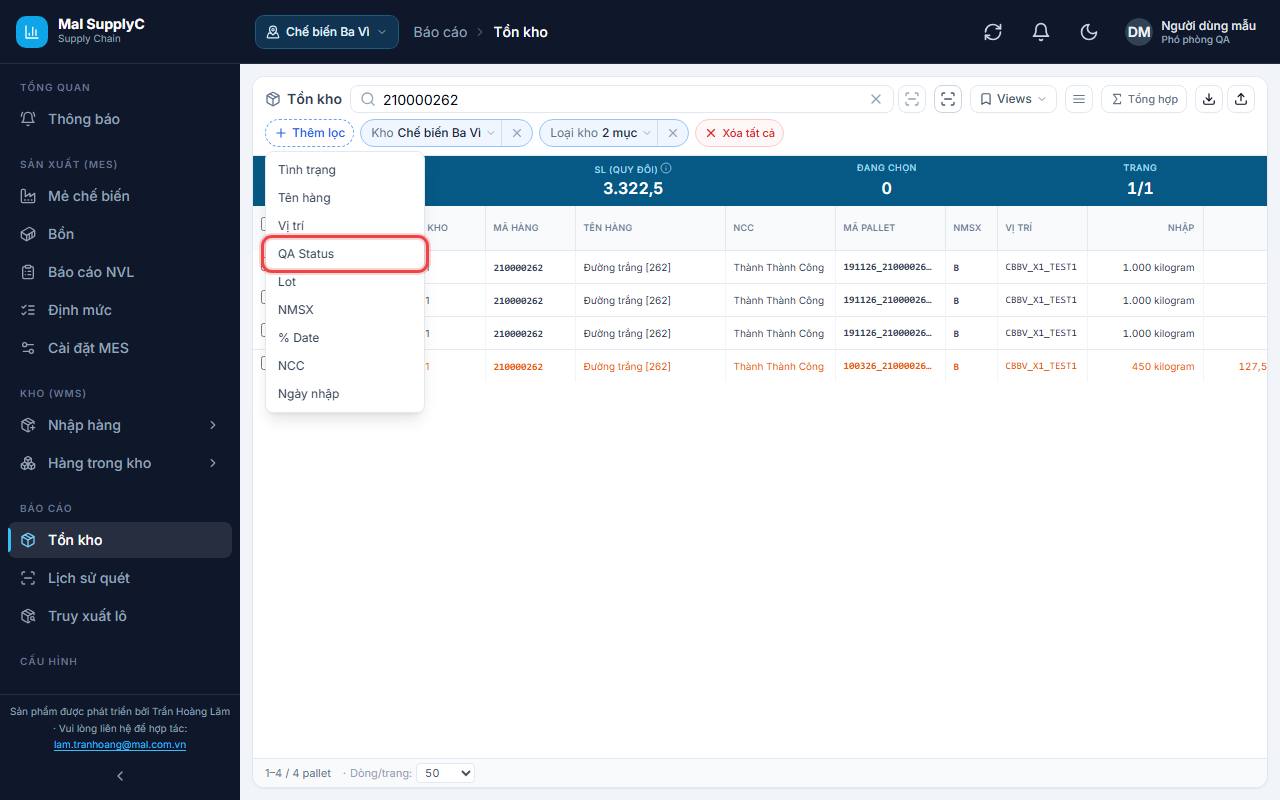 Mal SupplyC
Supply Chain
Chế biến Ba Vì
Báo cáo
Tồn kho
DM
Người dùng mẫu
Phó phòng QA
TỔNG QUAN
Thông báo
SẢN XUẤT (MES)
Mẻ chế biến
Bồn
Báo cáo NVL
Định mức
Cài đặt MES
KHO (WMS)
Nhập hàng
Hàng trong kho
BÁO CÁO
Tồn kho
Lịch sử quét
Truy xuất lô
CẤU HÌNH
Sản phẩm được phát triển bởi Trần Hoàng Lâm
· Vui lòng liên hệ để hợp tác:
lam.tranhoang@mal.com.vn
Tồn kho
210000262
Views
Tổng hợp
Thêm lọc
Kho Chế biến Ba Vì
Loại kho 2 mục
Xóa tất cả
Tình trạng
Tên hàng
Vị trí
QA Status
Lot
NMSX
% Date
NCC
Ngày nhập
SL (QUY ĐỔI)
3.322,5
ĐANG CHỌN
0
TRANG
1/1
KHO MÃ HÀNG TÊN HÀNG NCC MÃ PALLET NMSX VỊ TRÍ NHẬP
210000262 Đường trắng [262] Thành Thành Công 191126_21000026… B CBBV_X1_TEST1 1.000 kilogram
1 210000262 Đường trắng [262] Thành Thành Công 191126_21000026… B CBBV_X1_TEST1 1.000 kilogram
1 210000262 Đường trắng [262] Thành Thành Công 191126_21000026… B CBBV_X1_TEST1 1.000 kilogram
1 210000262 Đường trắng [262] Thành Thành Công 100326_21000026… B CBBV_X1_TEST1 450 kilogram 127,5
1–4 / 4 pallet · Dòng/trang: 50